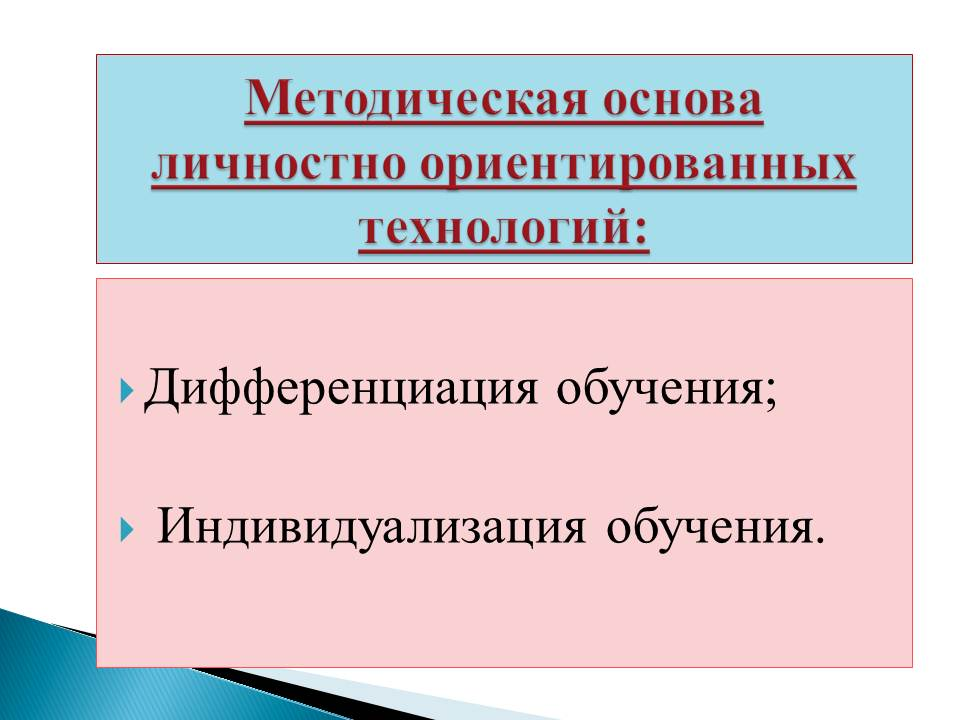 Методическая основа
личностно ориентированных
технологий:
Дифференциация обучения;
Индивидуализация обучения.